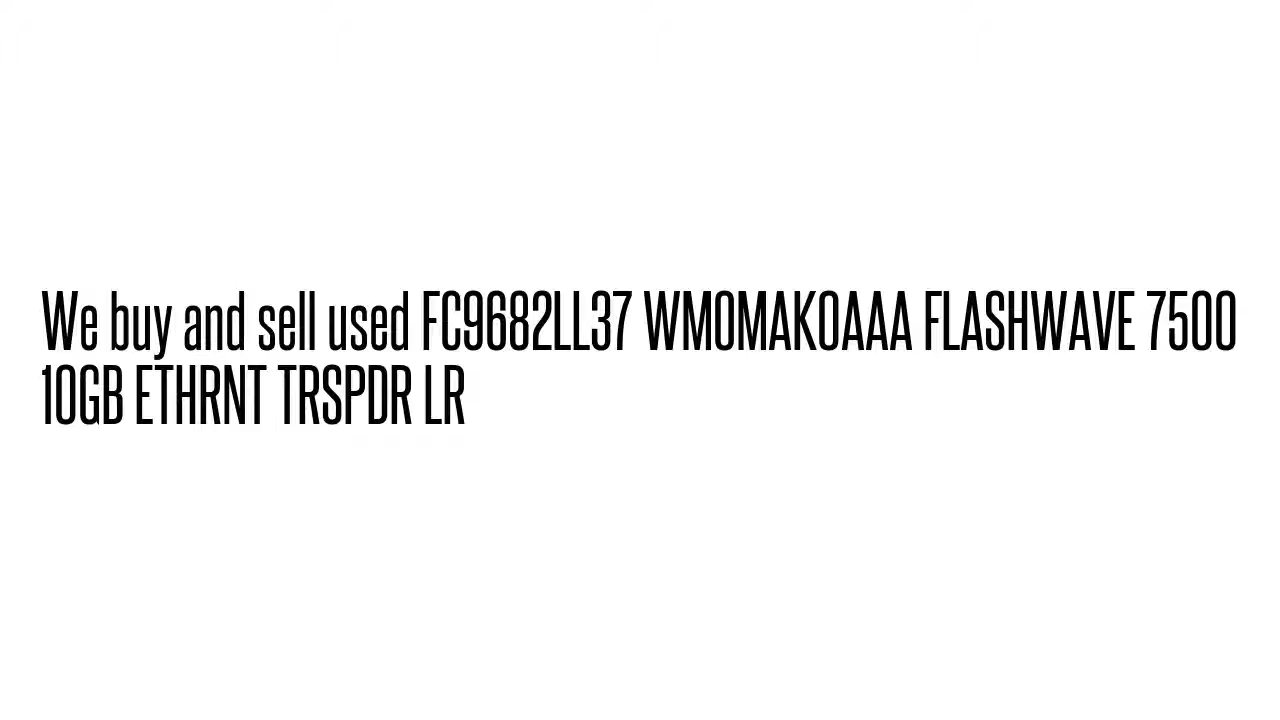 We buy and sell used FC9682LL37 WMOMAK0AAA FLASHWAVE 7500
10GB ETHRNT TRSPDR LR